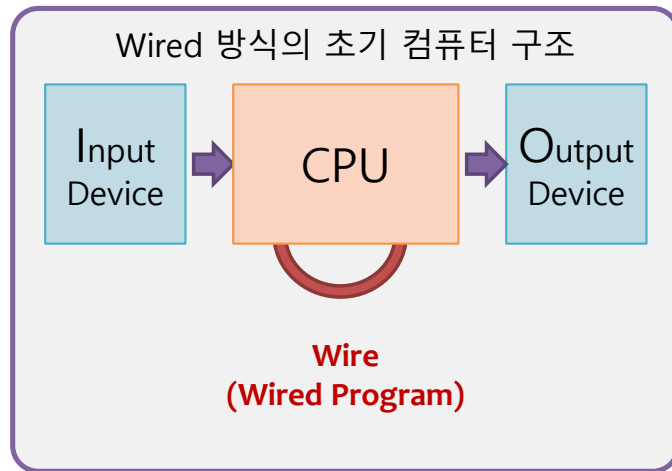 Wired 방식의 초기 컴퓨터 구조
Input
Device
CPU
Output
Device
Wire
(Wired Program)